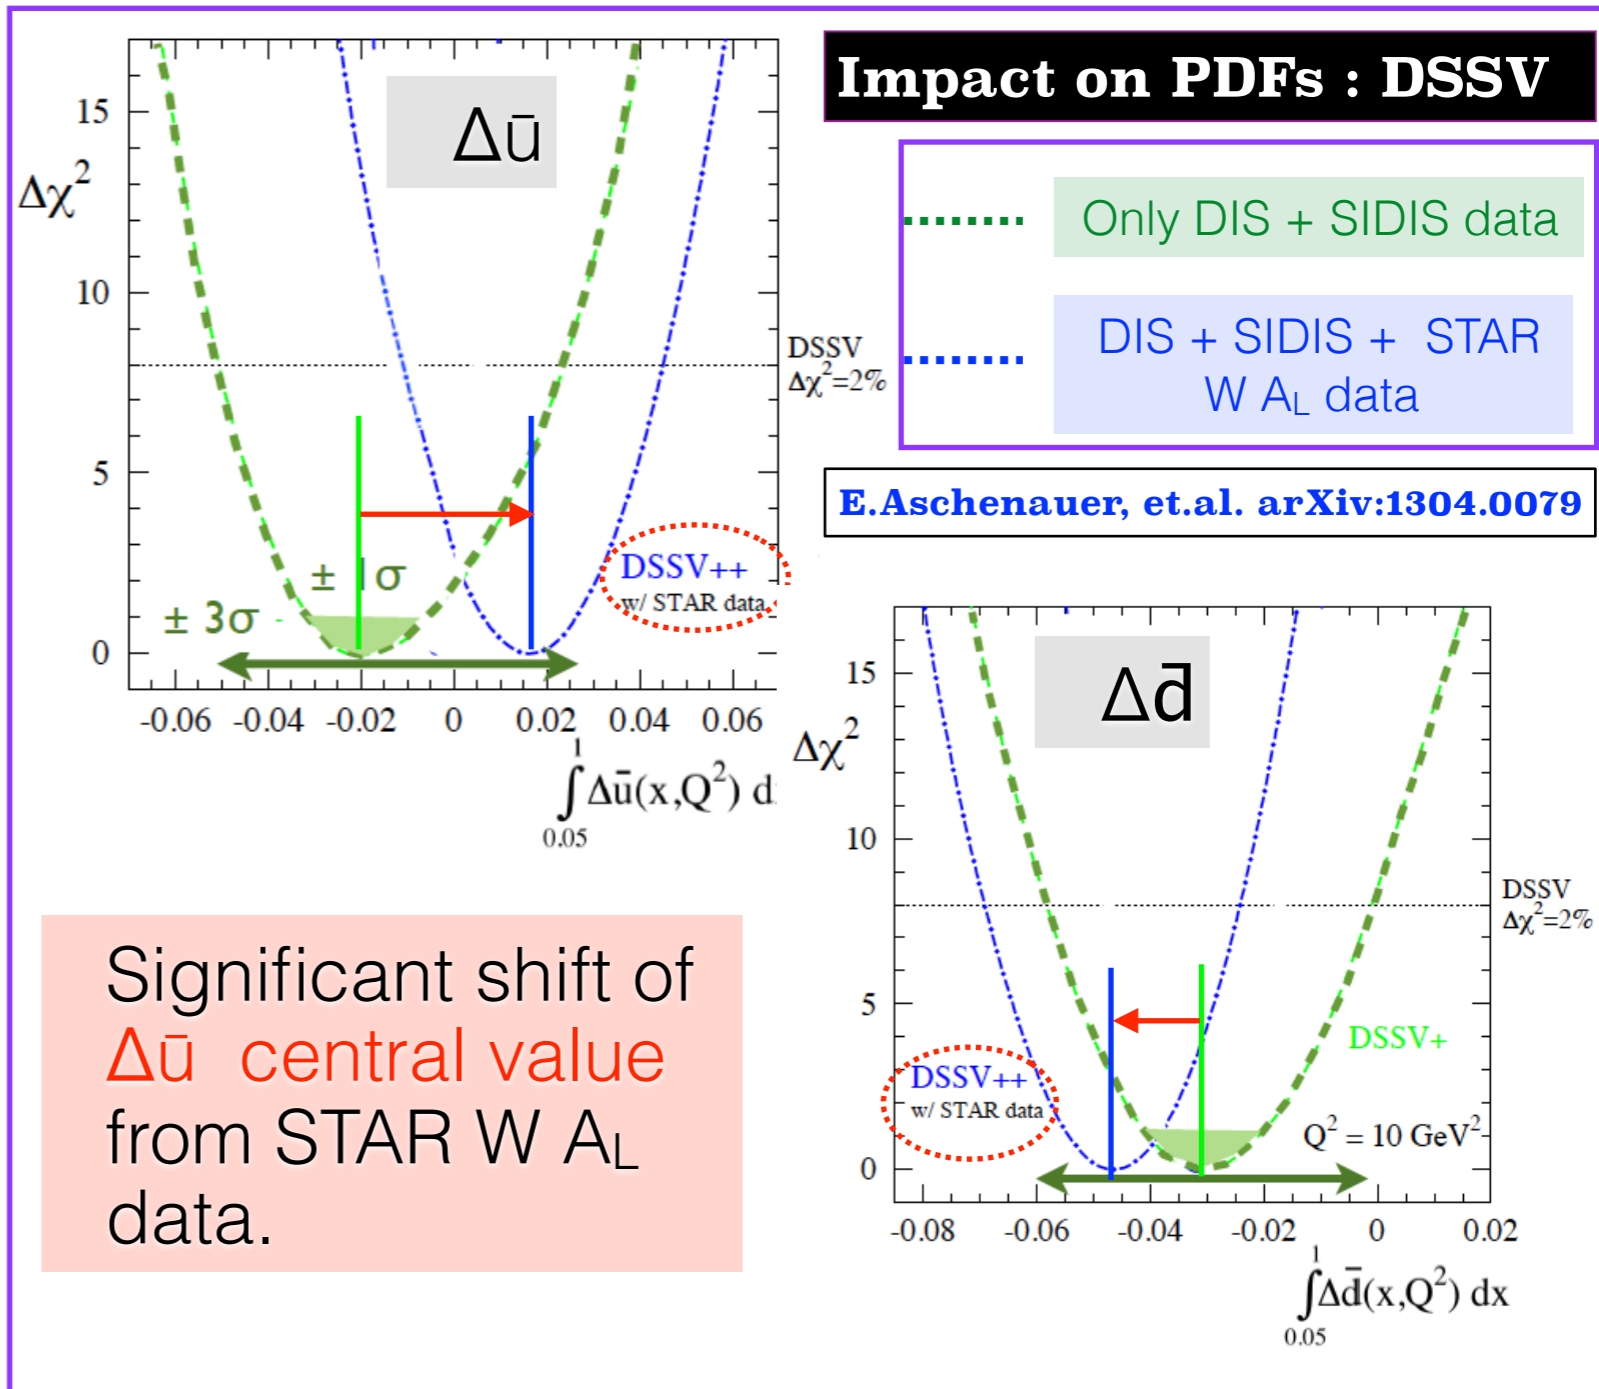 Impact on PDFs : DSSV
Only DIS + SIDIS data
DIS + SIDIS + STAR
W A_L data
E.Aschenauer, et.al. arXiv:1304.0079
Δū
Δχ²
15
10
5
0
DSSV
Δχ²=2%
± 1σ
± 3σ
DSSV++
w/ STAR data
-0.06 -0.04 -0.02 0 0.02 0.04 0.06
1
∫Δū(x,Q²) d
0.05
Δd̄
Δχ²
15
10
5
0
DSSV
Δχ²=2%
DSSV+
DSSV++
w/ STAR data
Q² = 10 GeV²
-0.08 -0.06 -0.04 -0.02 0 0.02
1
∫Δd̄(x,Q²) dx
0.05
Significant shift of
Δū central value
from STAR W A_L
data.